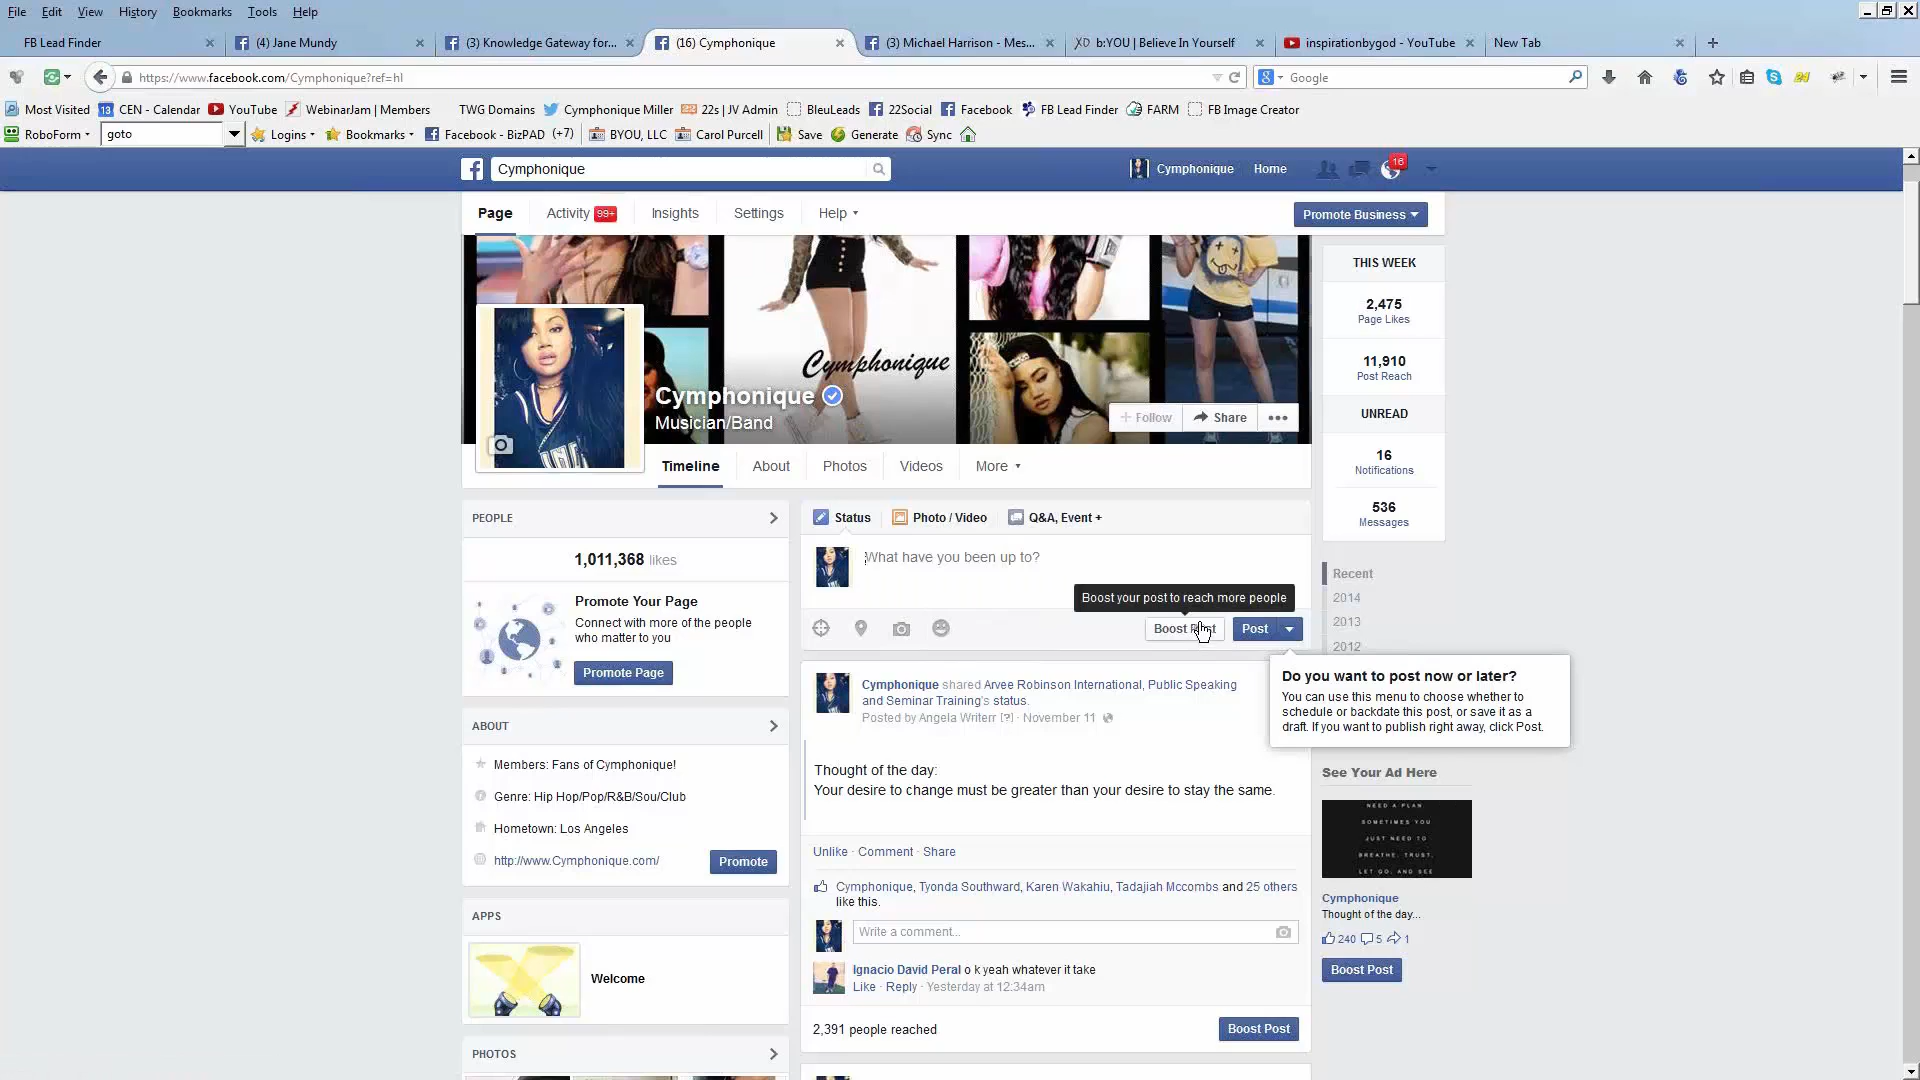 File Edit View History Bookmarks Tools Help
FB Lead Finder
(4) Jane Mundy
(3) Knowledge Gateway for...
(16) Cymphonique
(3) Michael Harrison - Mes...
b:YOU | Believe In Yourself
inspirationbygod - YouTube
New Tab
https://www.facebook.com/Cymphonique?ref=hl
Google
Most Visited CEN - Calendar YouTube WebinarJam | Members TWG Domains Cymphonique Miller 22s | JV Admin BleuLeads 22Social Facebook FB Lead Finder FARM FB Image Creator
RoboForm goto Logins Bookmarks Facebook - BizPAD (+7) BYOU, LLC Carol Purcell Save Generate Sync
Cymphonique
Cymphonique Home 16
Page Activity 99+ Insights Settings Help
Promote Business
Cymphonique
Cymphonique
Musician/Band
+ Follow Share
Timeline About Photos Videos More
THIS WEEK
2,475
Page Likes
11,910
Post Reach
UNREAD
16
Notifications
536
Messages
Recent
2014
2013
2012
PEOPLE
1,011,368 likes
Promote Your Page
Connect with more of the people
who matter to you
Promote Page
ABOUT
Members: Fans of Cymphonique!
Genre: Hip Hop/Pop/R&B/Sou/Club
Hometown: Los Angeles
http://www.Cymphonique.com/
Promote
APPS
Welcome
PHOTOS
Status Photo / Video Q&A, Event +
What have you been up to?
Boost your post to reach more people
Boost Post Post
Do you want to post now or later?
You can use this menu to choose whether to
schedule or backdate this post, or save it as a
draft. If you want to publish right away, click Post.
Cymphonique shared Arvee Robinson International, Public Speaking
and Seminar Training's status.
Posted by Angela Writerr [?] · November 11
Thought of the day:
Your desire to change must be greater than your desire to stay the same.
Unlike · Comment · Share
Cymphonique, Tyonda Southward, Karen Wakahiu, Tadajiah Mccombs and 25 others
like this.
Write a comment...
Ignacio David Peral o k yeah whatever it take
Like · Reply · Yesterday at 12:34am
2,391 people reached
Boost Post
See Your Ad Here
NEED A PLAN
SOMETIMES YOU
JUST NEED TO
BREATHE. TRUST.
LET GO. AND SEE
Cymphonique
Thought of the day...
240 5 1
Boost Post